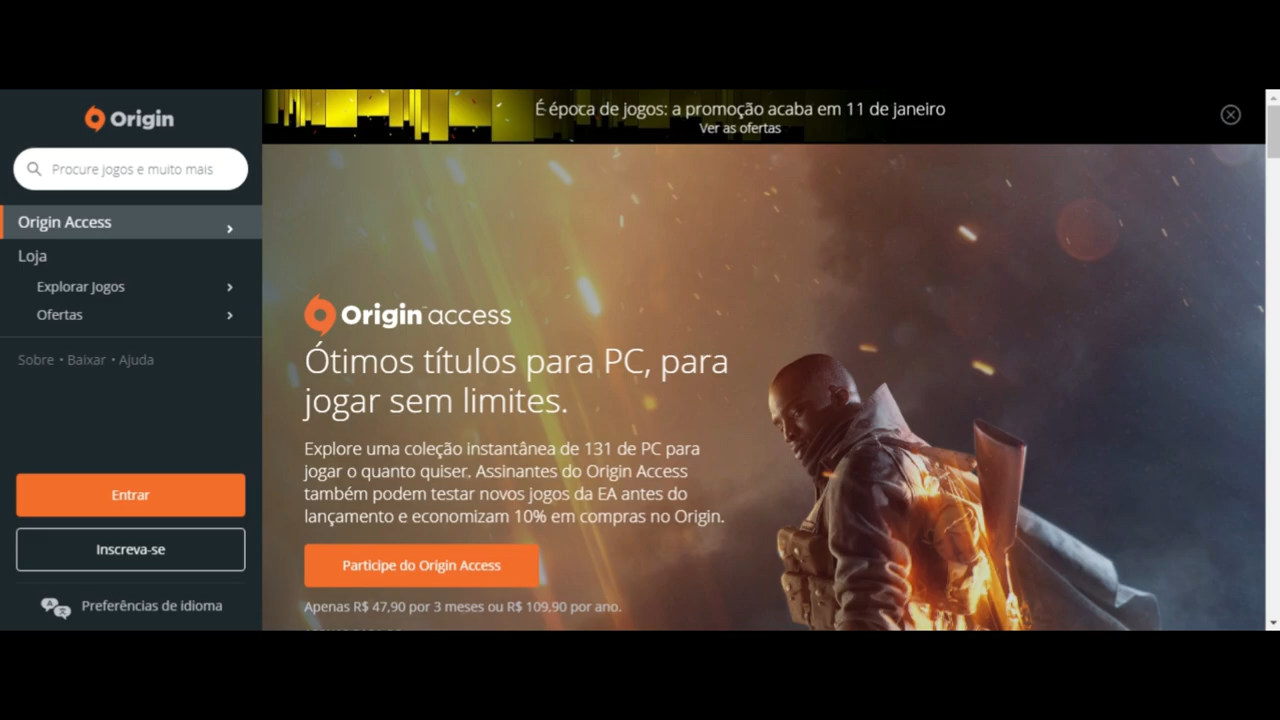 Origin
Procure jogos e muito mais
Origin Access
Loja
Explorar Jogos
Ofertas
Sobre • Baixar • Ajuda
Entrar
Inscreva-se
Preferências de idioma
É época de jogos: a promoção acaba em 11 de janeiro
Ver as ofertas
Origin access
Ótimos títulos para PC, para
jogar sem limites.
Explore uma coleção instantânea de 131 de PC para
jogar o quanto quiser. Assinantes do Origin Access
também podem testar novos jogos da EA antes do
lançamento e economizam 10% em compras no Origin.
Participe do Origin Access
Apenas R$ 47,90 por 3 meses ou R$ 109,90 por ano.